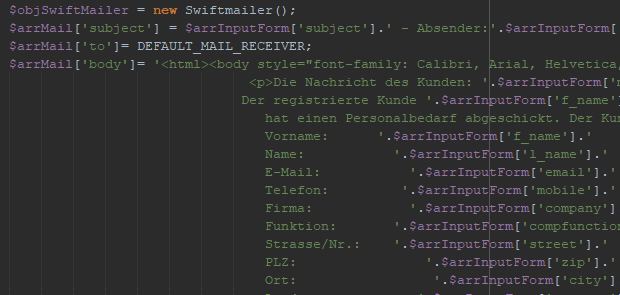 $objSwiftMailer = new Swiftmailer();
$arrMail['subject'] = $arrInputForm['subject'].' - Absender:'.$arrInputForm[
$arrMail['to']= DEFAULT_MAIL_RECEIVER;
$arrMail['body']= '<html><body style="font-family: Calibri, Arial, Helvetica,
<p>Die Nachricht des Kunden: '.$arrInputForm['
Der registrierte Kunde '.$arrInputForm['f_name']
hat einen Personalbedarf abgeschickt. Der Kun
Vorname: '.$arrInputForm['f_name'].'
Name: '.$arrInputForm['l_name'].'
E-Mail: '.$arrInputForm['email'].'
Telefon: '.$arrInputForm['mobile'].'
Firma: '.$arrInputForm['company']
Funktion: '.$arrInputForm['compfunction
Strasse/Nr.: '.$arrInputForm['street'].'
PLZ: '.$arrInputForm['zip'].'
Ort: '.$arrInputForm['city']